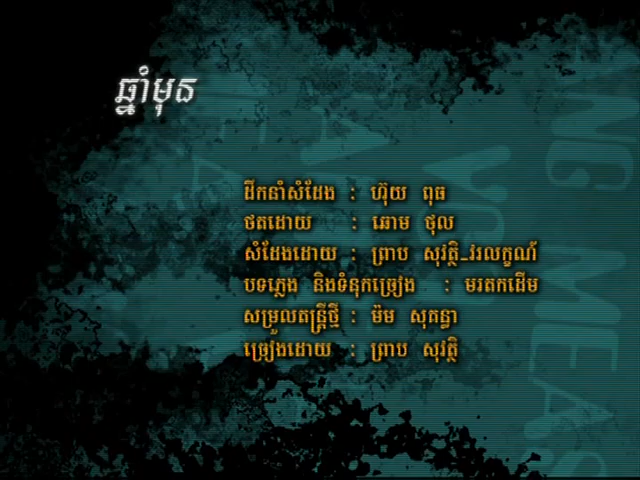 ឆ្នាំមុន
ដឹកនាំសំដែង : ហ៊ុយ ពុធ
ថតដោយ : ឆោម ថុល
សំដែងដោយ : ព្រាប សុវត្ថិ-វរលក្ខណ៍
បទភ្លេង និងទំនុកច្រៀង : មរតកដើម
សម្រួលតន្ត្រីថ្មី : ម៉ម សុគន្ធា
ច្រៀងដោយ : ព្រាប សុវត្ថិ